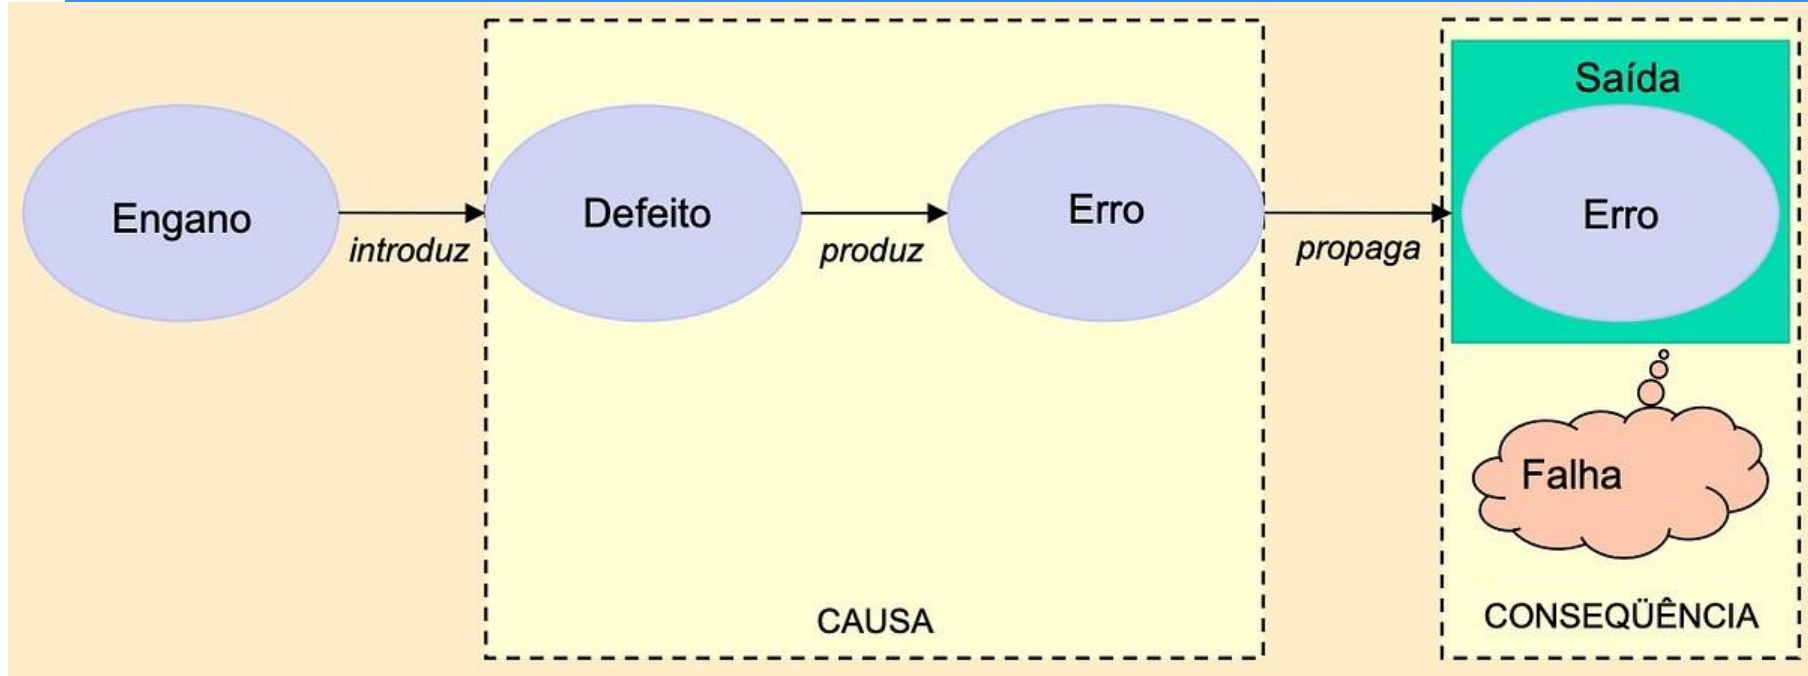 Engano
introduz
Defeito
produz
Erro
propaga
Saída
Erro
Falha
CAUSA
CONSEQÜÊNCIA